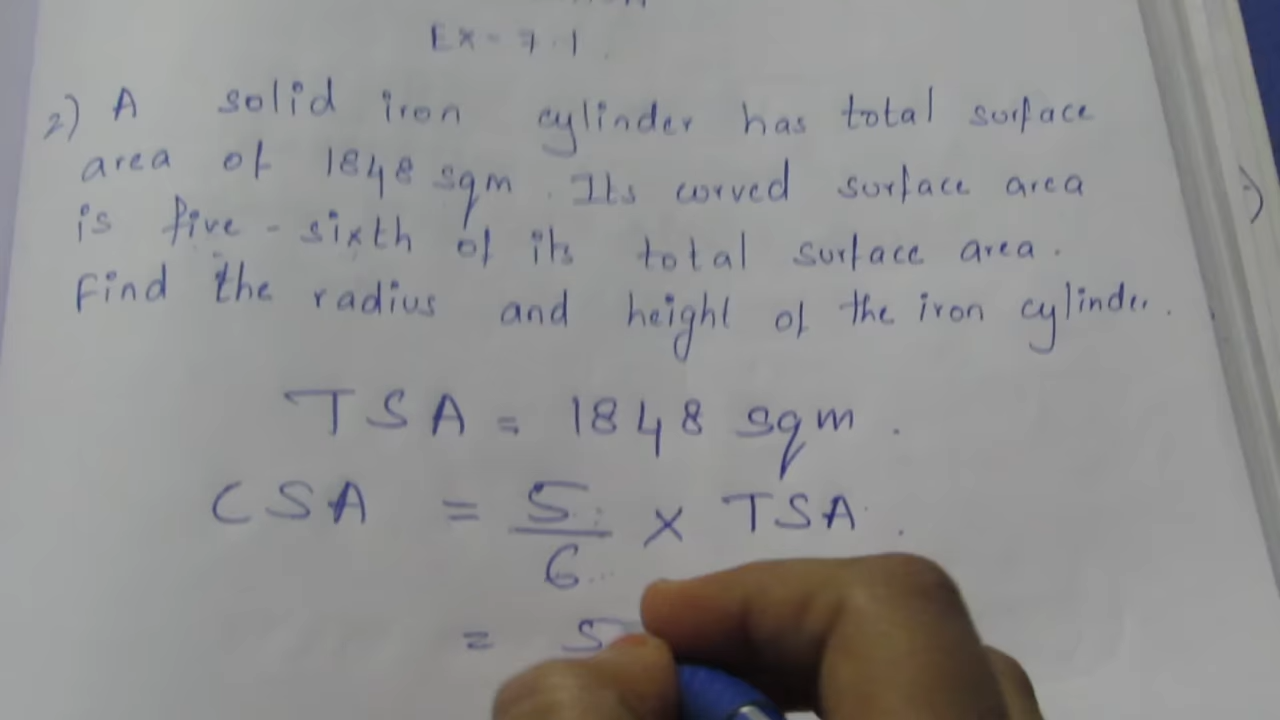 Ex - 7.1
2) A solid iron cylinder has total surface
area of 1848 sqm. Its corved surface area
is five - sixth of its total surface area.
Find the radius and height of the iron cylinder.
TSA = 1848 sqm.
CSA = 5/6 × TSA.
= 5